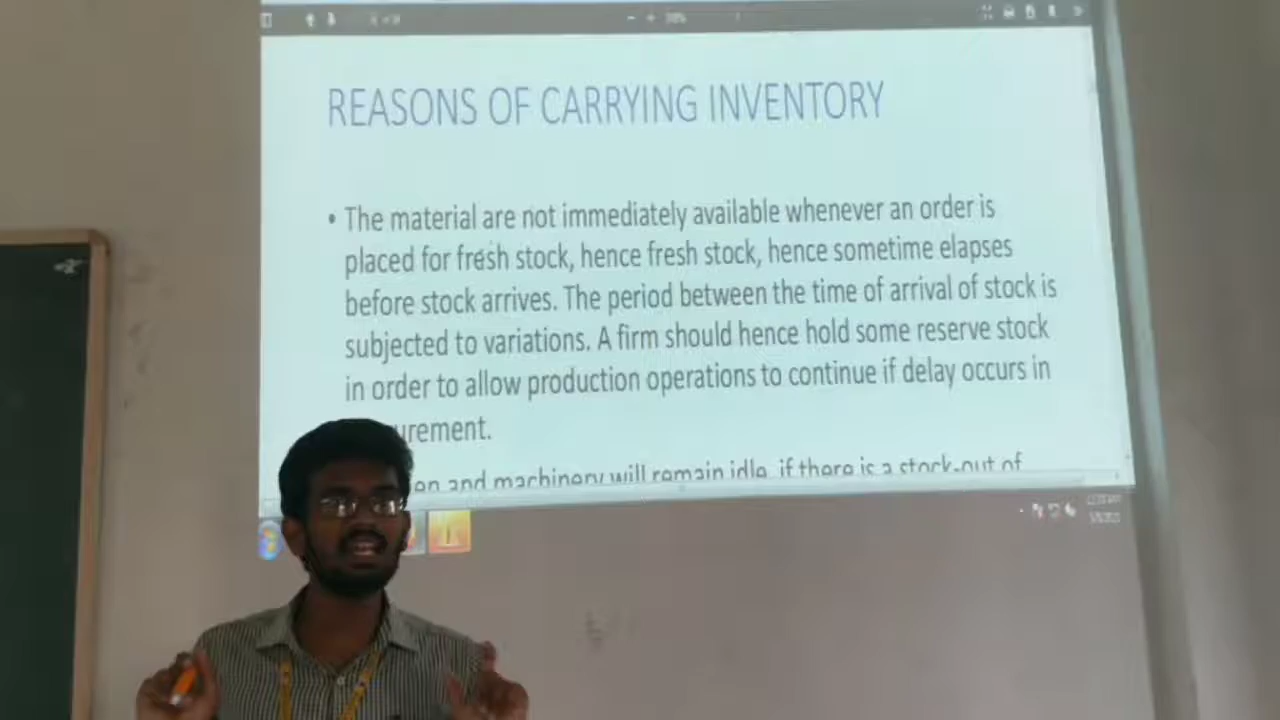 REASONS OF CARRYING INVENTORY
• The material are not immediately available whenever an order is
placed for fresh stock, hence fresh stock, hence sometime elapses
before stock arrives. The period between the time of arrival of stock is
subjected to variations. A firm should hence hold some reserve stock
in order to allow production operations to continue if delay occurs in
urement.
en and machinery will remain idle, if there is a stock-out of